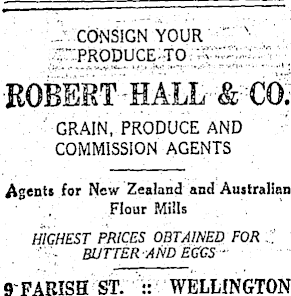 CONSIGN YOUR
PRODUCE TO
ROBERT HALL & CO.
GRAIN, PRODUCE AND
COMMISSION AGENTS
Agents for New Zealand and Australian
Flour Mills
HIGHEST PRICES OBTAINED FOR
BUTTER AND EGGS
9 FARISH ST. :: WELLINGTON